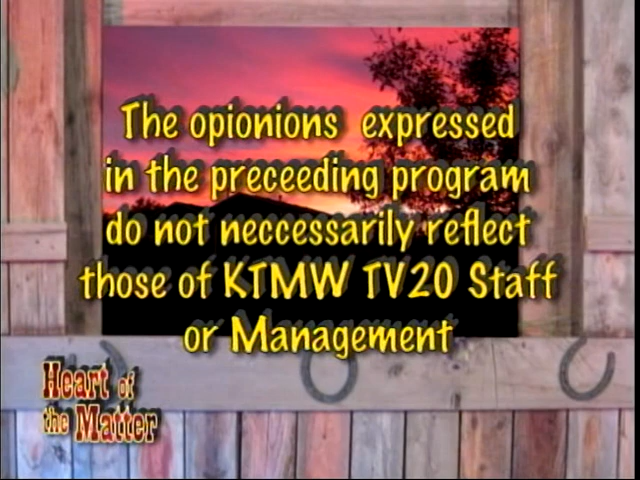 The opionions expressed
in the preceeding program
do not neccessarily reflect
those of KTMW TV20 Staff
or Management
Heart of
the Matter